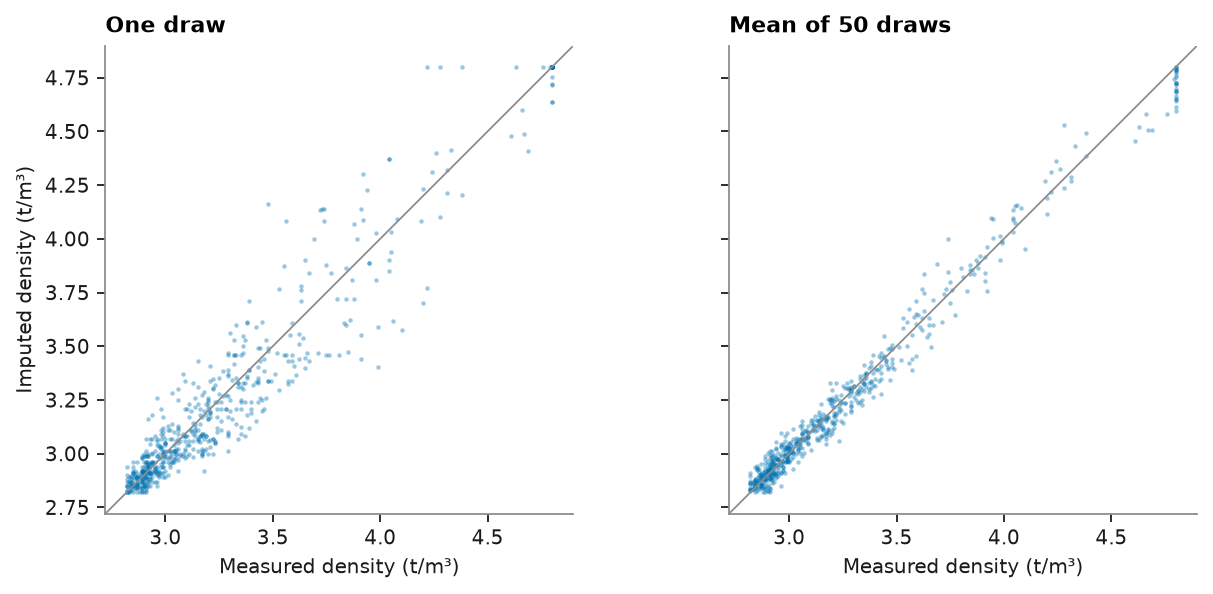 One draw
Mean of 50 draws
Imputed density (t/m³)
4.75
4.50
4.25
4.00
3.75
3.50
3.25
3.00
2.75
3.0 3.5 4.0 4.5
3.0 3.5 4.0 4.5
Measured density (t/m³)
Measured density (t/m³)